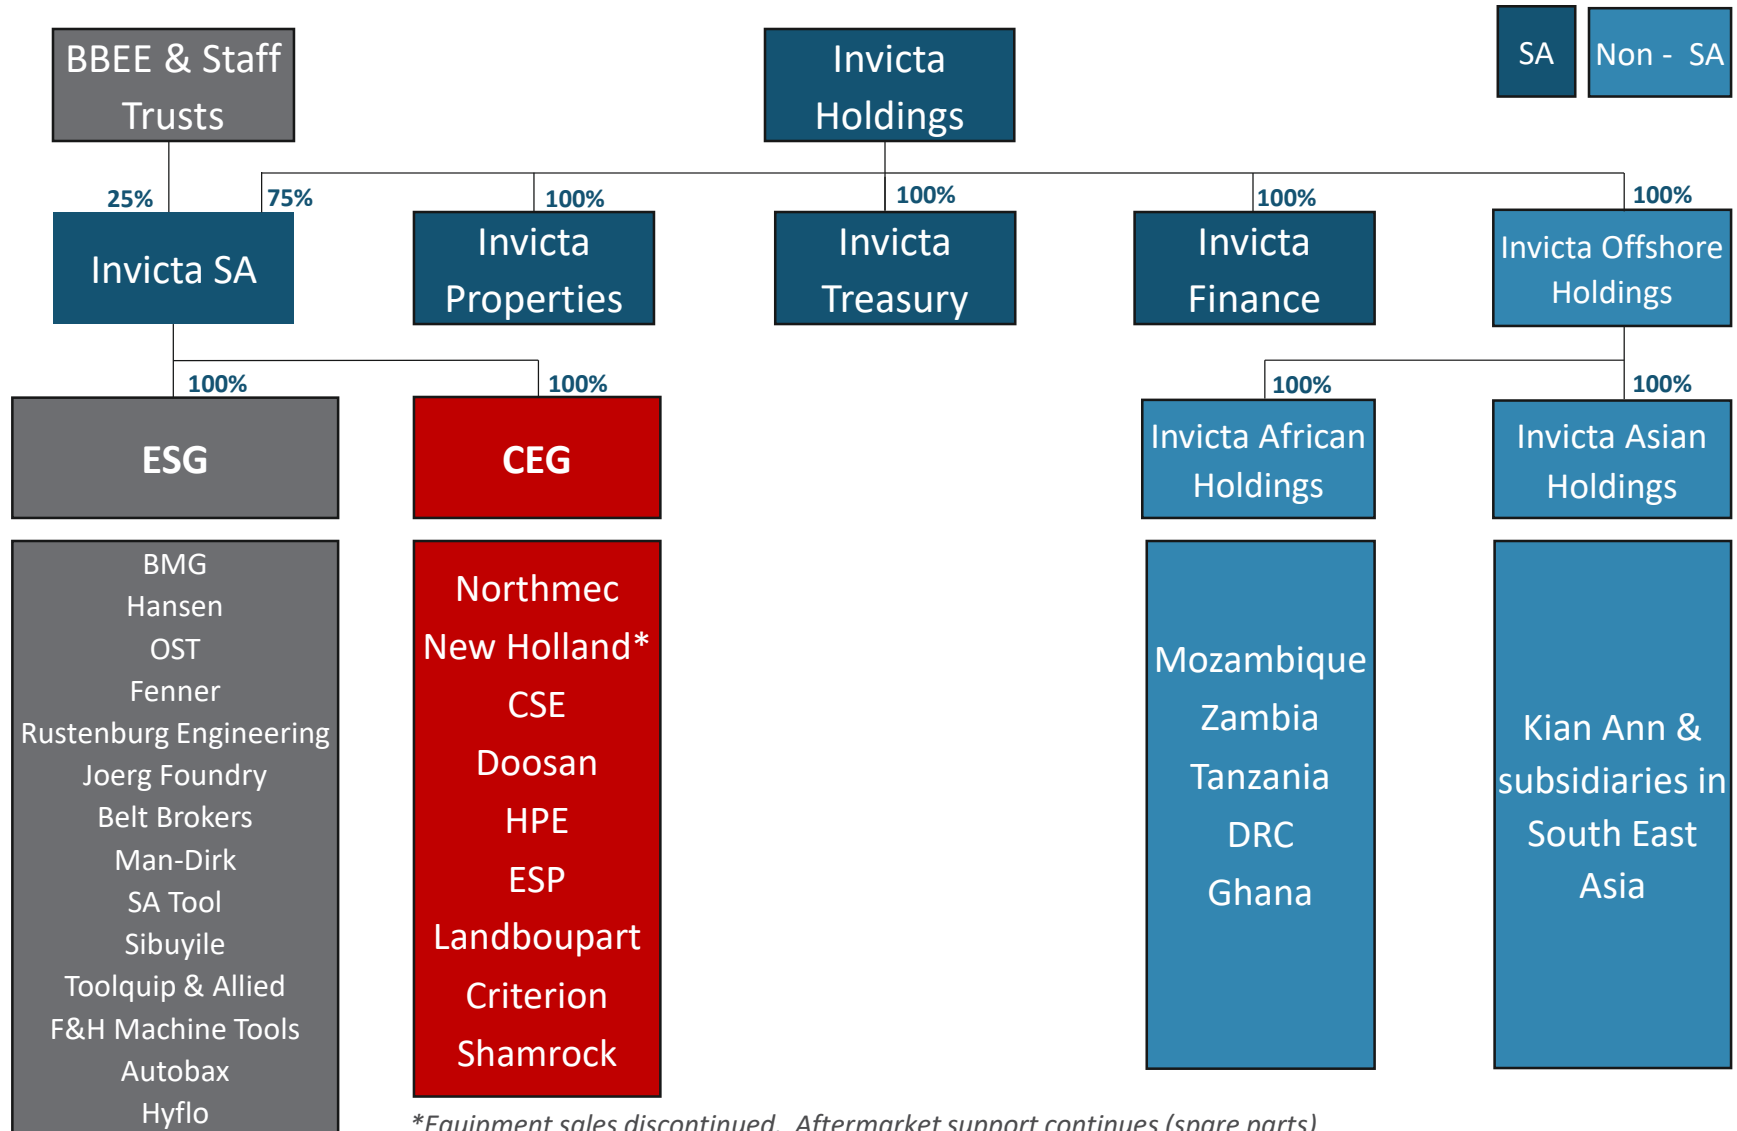 BBEE & Staff
Trusts
Invicta
Holdings
SA
Non - SA
25%
75%
100%
100%
100%
100%
Invicta SA
Invicta
Properties
Invicta
Treasury
Invicta
Finance
Invicta Offshore
Holdings
100%
100%
100%
100%
ESG
CEG
Invicta African
Holdings
Invicta Asian
Holdings
BMG
Hansen
OST
Fenner
Rustenburg Engineering
Joerg Foundry
Belt Brokers
Man-Dirk
SA Tool
Sibuyile
Toolquip & Allied
F&H Machine Tools
Autobax
Hyflo
Northmec
New Holland*
CSE
Doosan
HPE
ESP
Landboupart
Criterion
Shamrock
Mozambique
Zambia
Tanzania
DRC
Ghana
Kian Ann &
subsidiaries in
South East
Asia
*Equipment sales discontinued. Aftermarket support continues (spare parts)